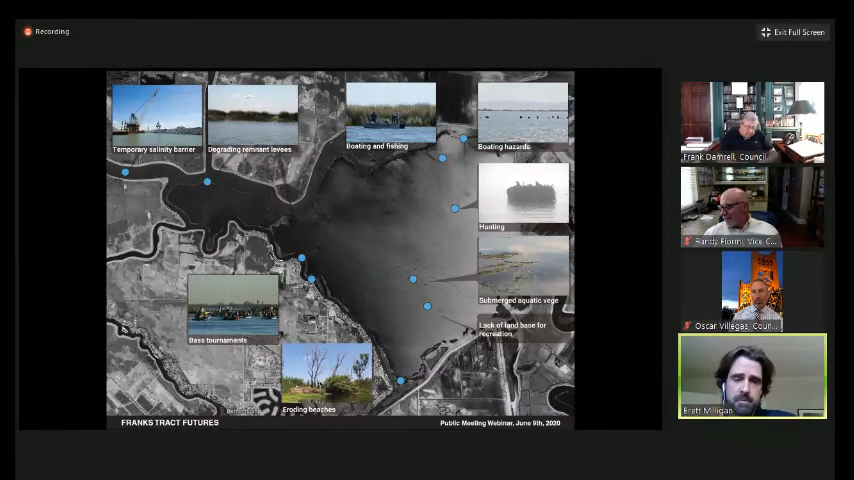 Recording
Exit Full Screen
Temporary salinity barrier
Degrading remnant levees
Boating and fishing
Boating hazards
Hunting
Submerged aquatic vege
Lack of land base for
recreation
Bass tournaments
Eroding beaches
FRANKS TRACT FUTURES
Public Meeting Webinar, June 9th, 2020
Frank Damrell, Council...
Randy Fiorini, Vice C...
Oscar Villegas, Coun...
Brett Milligan